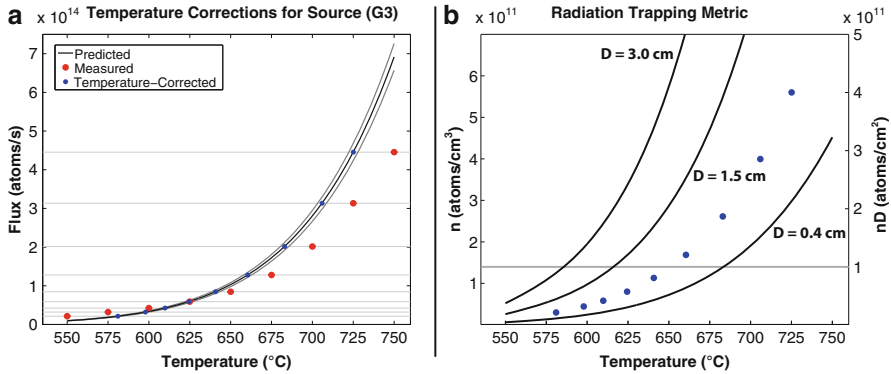 a
x 10^14
Temperature Corrections for Source (G3)
7
6
5
4
3
2
1
0
Flux (atoms/s)
Predicted
Measured
Temperature−Corrected
550 575 600 625 650 675 700 725 750
Temperature (°C)
b
x 10^11
Radiation Trapping Metric
x 10^11
6
5
4
3
2
1
n (atoms/cm^3)
D = 3.0 cm
D = 1.5 cm
D = 0.4 cm
5
4
3
2
1
nD (atoms/cm^2)
550 575 600 625 650 675 700 725 750
Temperature (°C)